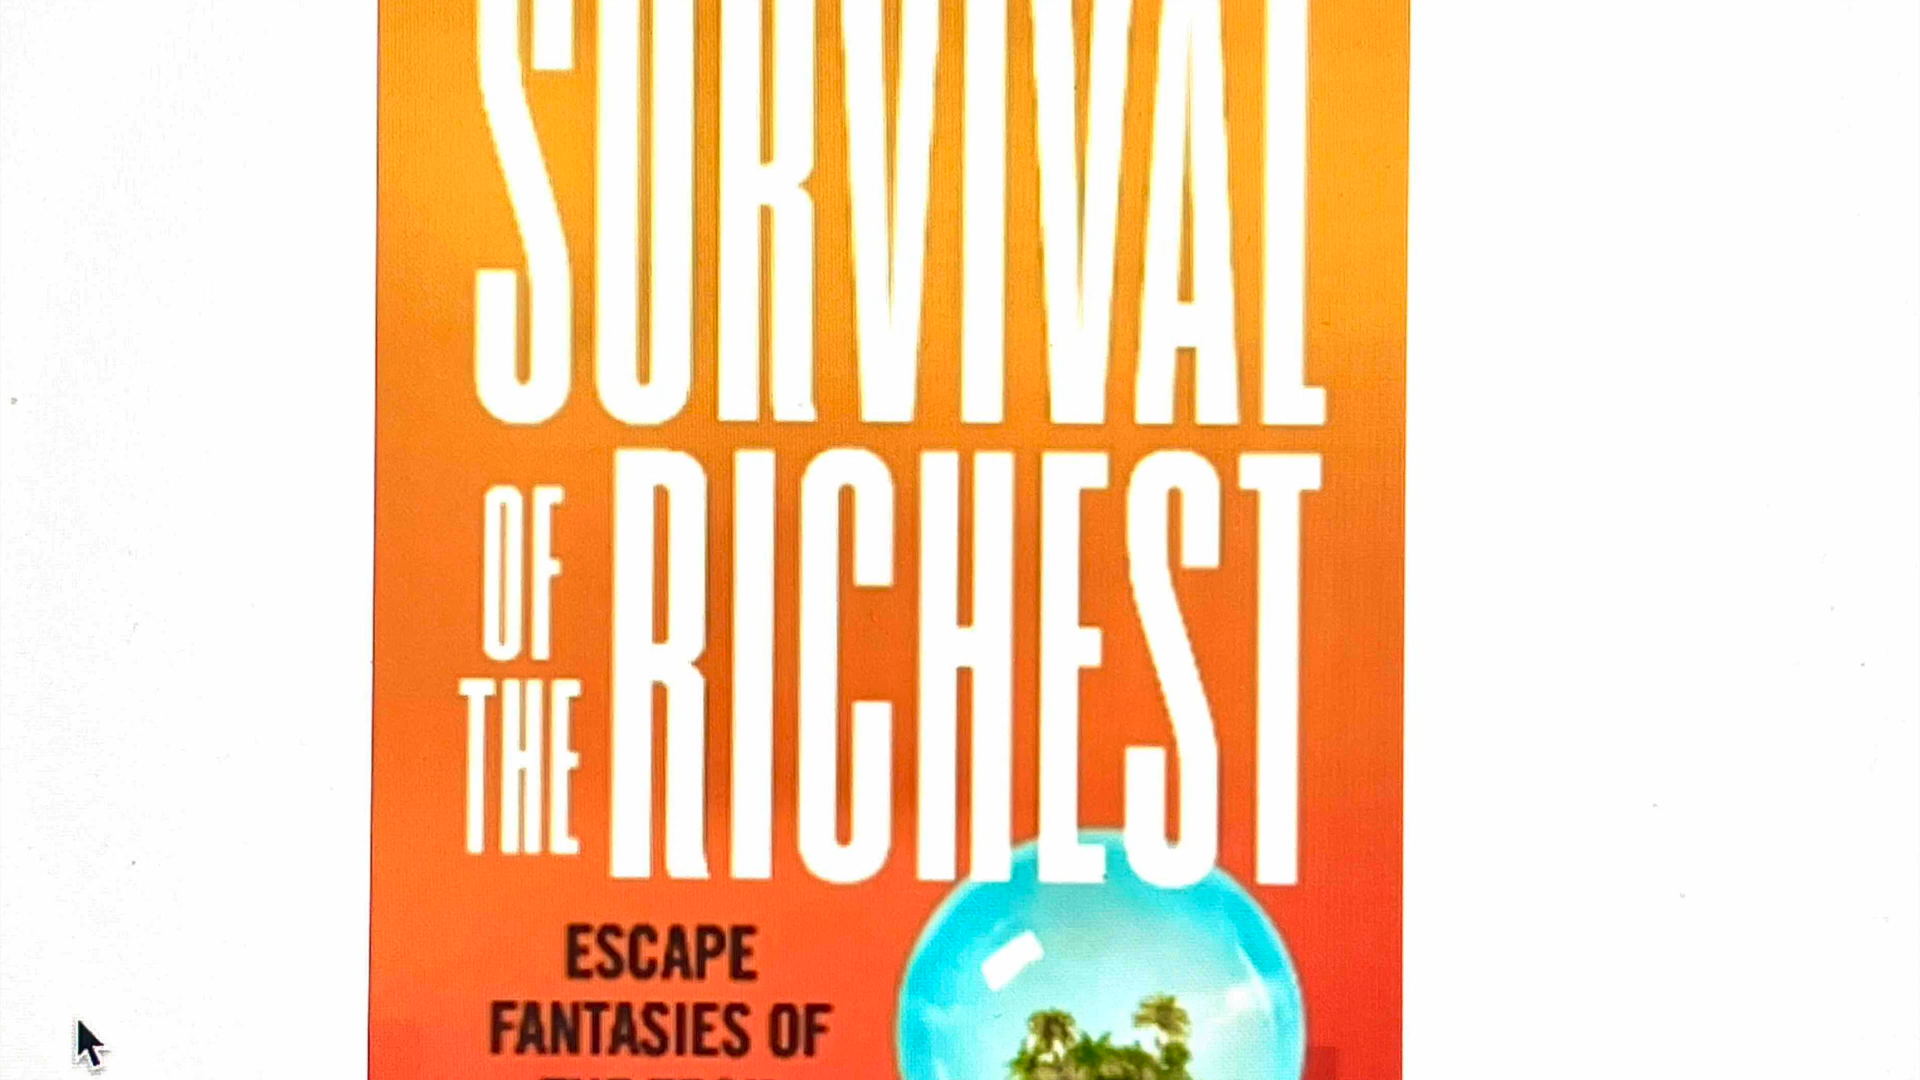 SURVIVAL
OF
THE
RICHEST
ESCAPE
FANTASIES OF